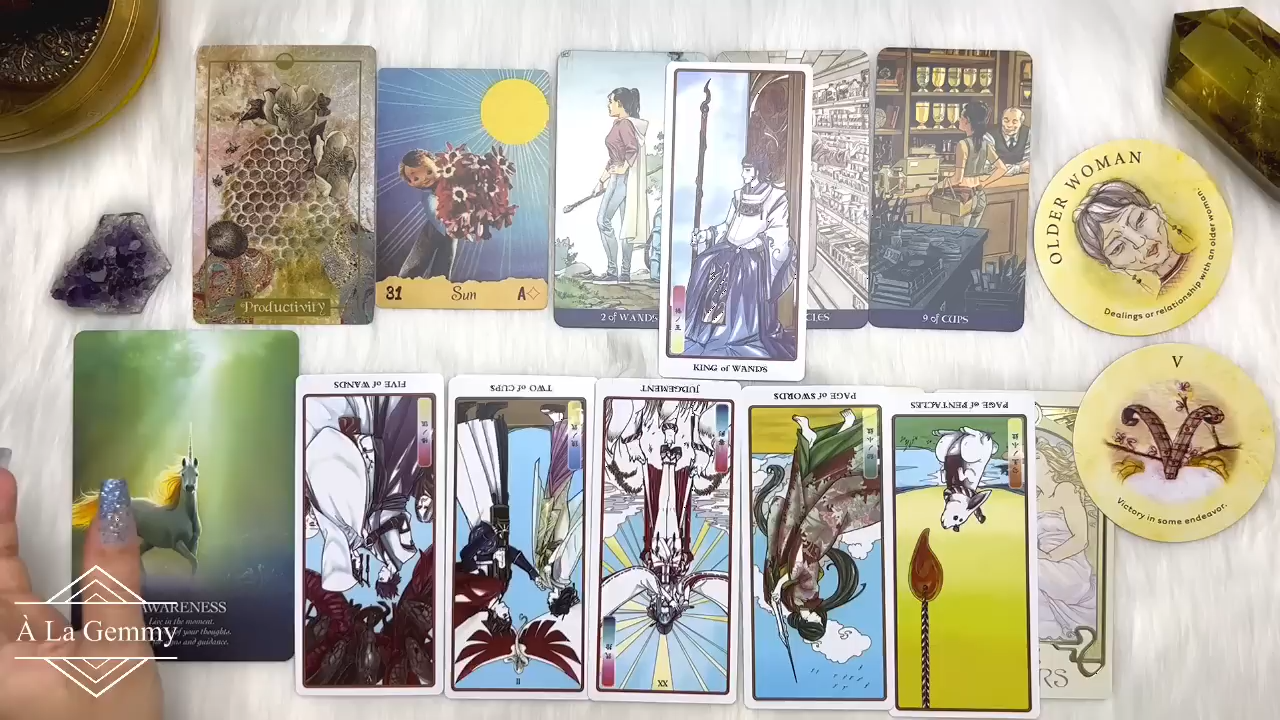 Productivity
31 Sun A
2 of WANDS
KING of WANDS
CLES
9 of CUPS
OLDER WOMAN
Dealings or relationship with an older woman.
FIVE of WANDS
TWO of CUPS
II
JUDGEMENT
XX
PAGE of SWORDS
PAGE of PENTACLES
V
Victory in some endeavor.
AWARENESS
Live in the moment.
your thoughts.
and guidance.
À La Gemmy
RS